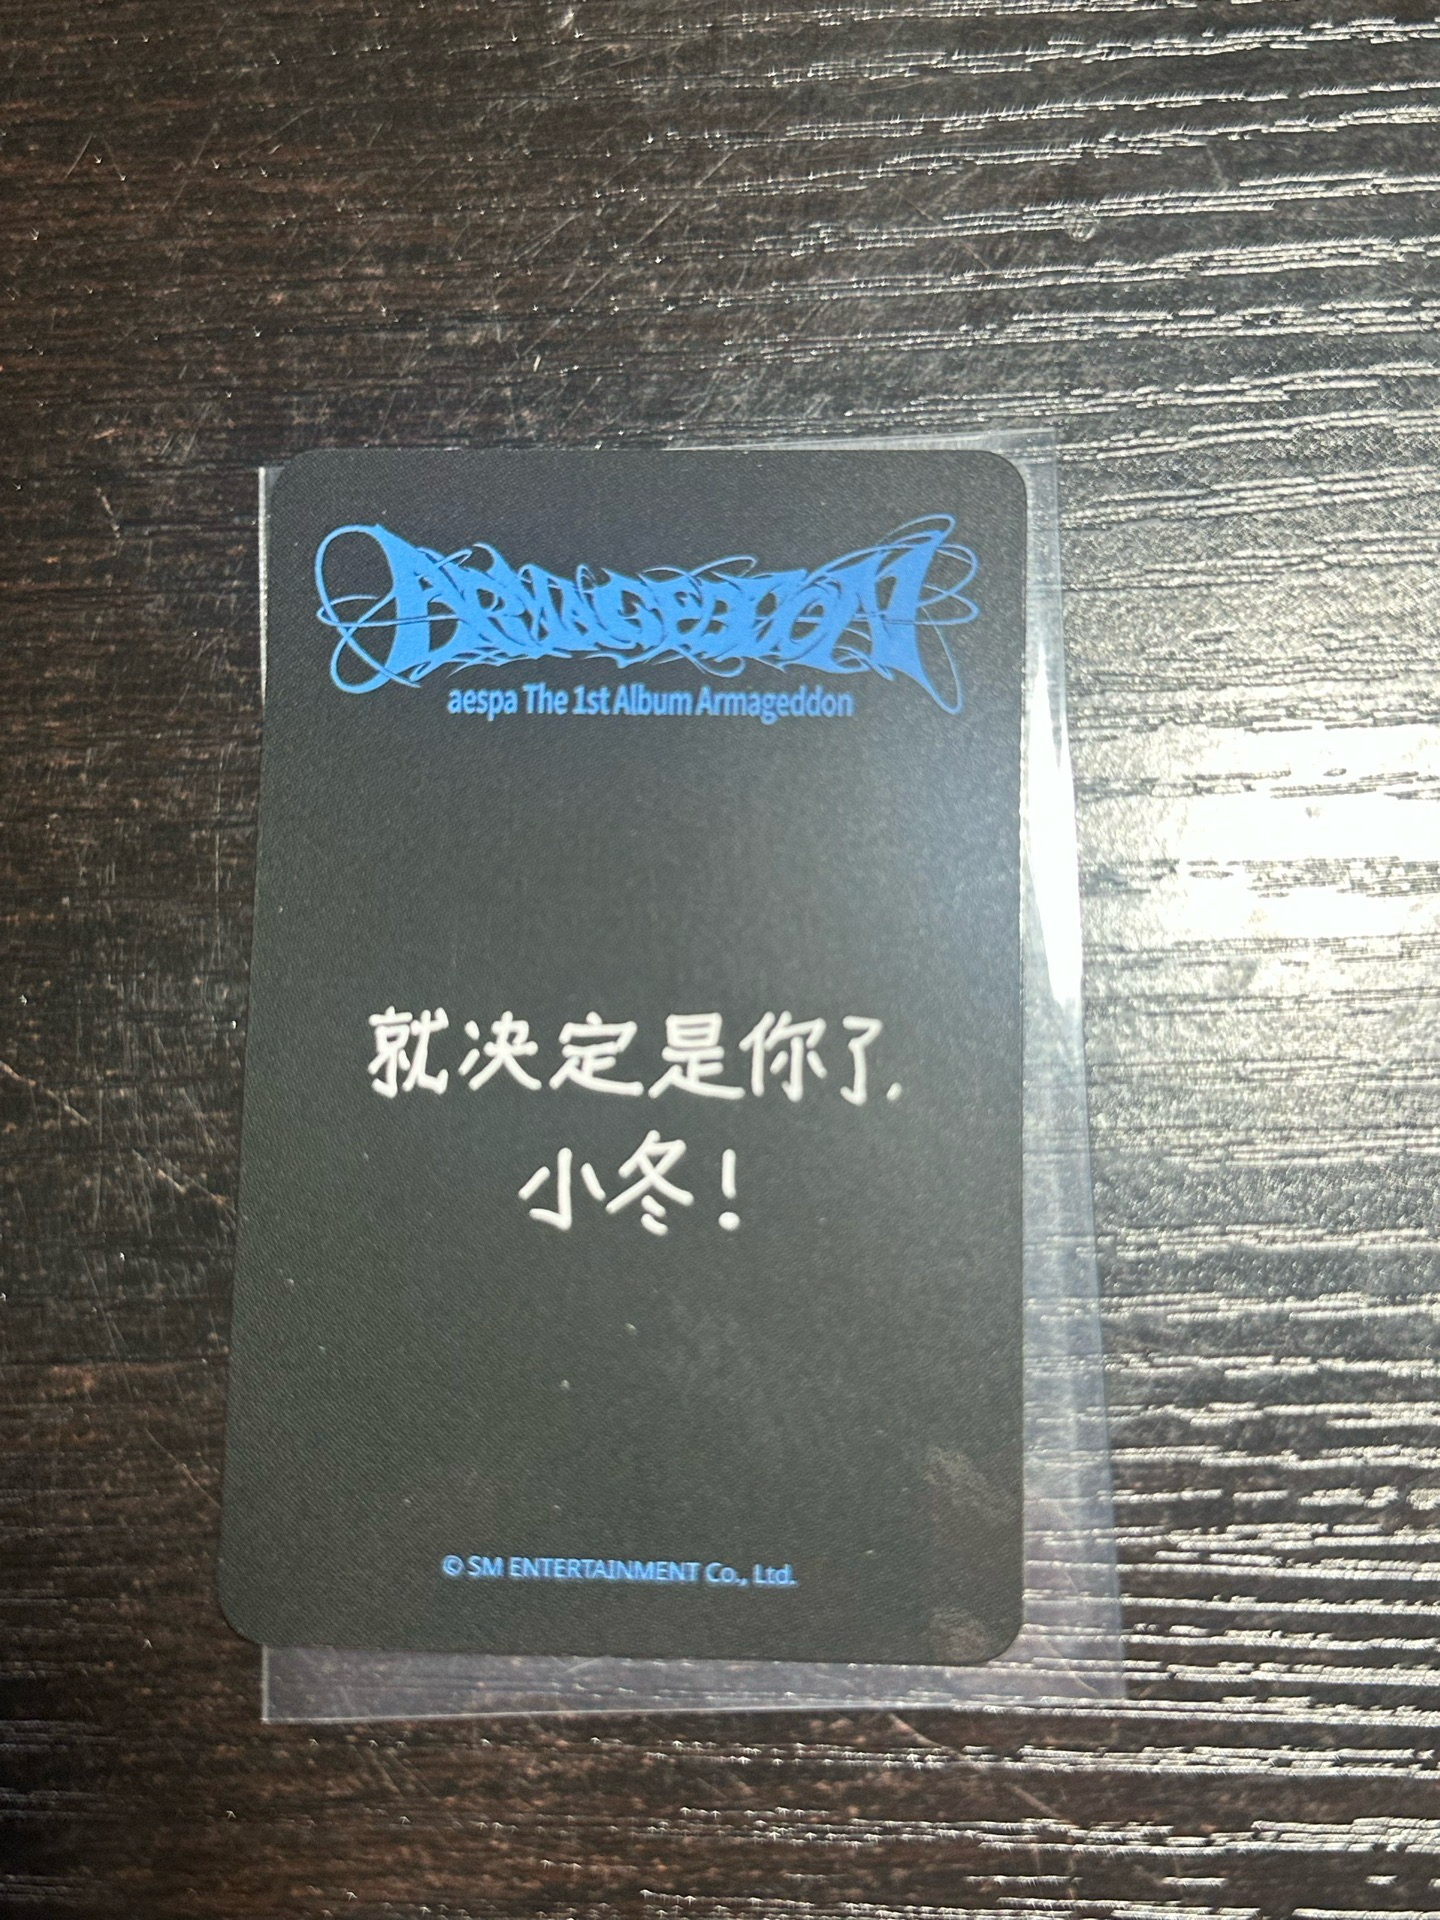 ARMAGEDDON
aespa The 1st Album Armageddon
就决定是你了,
小冬!
© SM ENTERTAINMENT Co., Ltd.